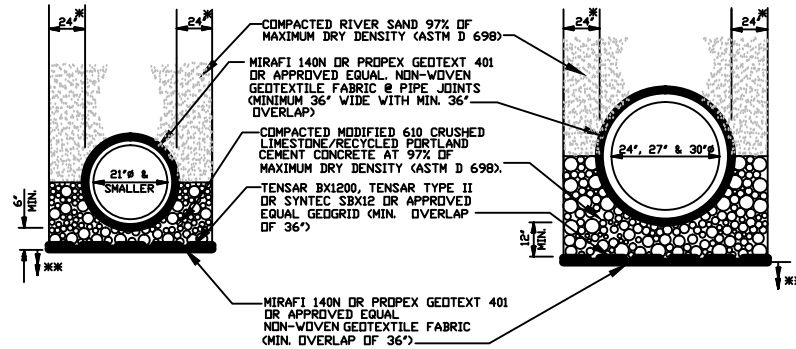 24" *
24" *
COMPACTED RIVER SAND 97% OF
MAXIMUM DRY DENSITY (ASTM D 698)
MIRAFI 140N OR PROPEX GEOTEXT 401
OR APPROVED EQUAL. NON-WOVEN
GEOTEXTILE FABRIC @ PIPE JOINTS
(MINIMUM 36" WIDE WITH MIN. 36"
OVERLAP)
COMPACTED MODIFIED 610 CRUSHED
LIMESTONE/RECYCLED PORTLAND
CEMENT CONCRETE AT 97% OF
MAXIMUM DRY DENSITY (ASTM D 698).
TENSAR BX1200, TENSAR TYPE II
OR SYNTEC SBX12 OR APPROVED
EQUAL GEOGRID (MIN. OVERLAP
OF 36")
MIRAFI 140N OR PROPEX GEOTEXT 401
OR APPROVED EQUAL
NON-WOVEN GEOTEXTILE FABRIC
(MIN. OVERLAP OF 36")
21"Ø &
SMALLER
6"
MIN.
**
24" *
24" *
24", 27" & 30"Ø
12"
MIN.
**